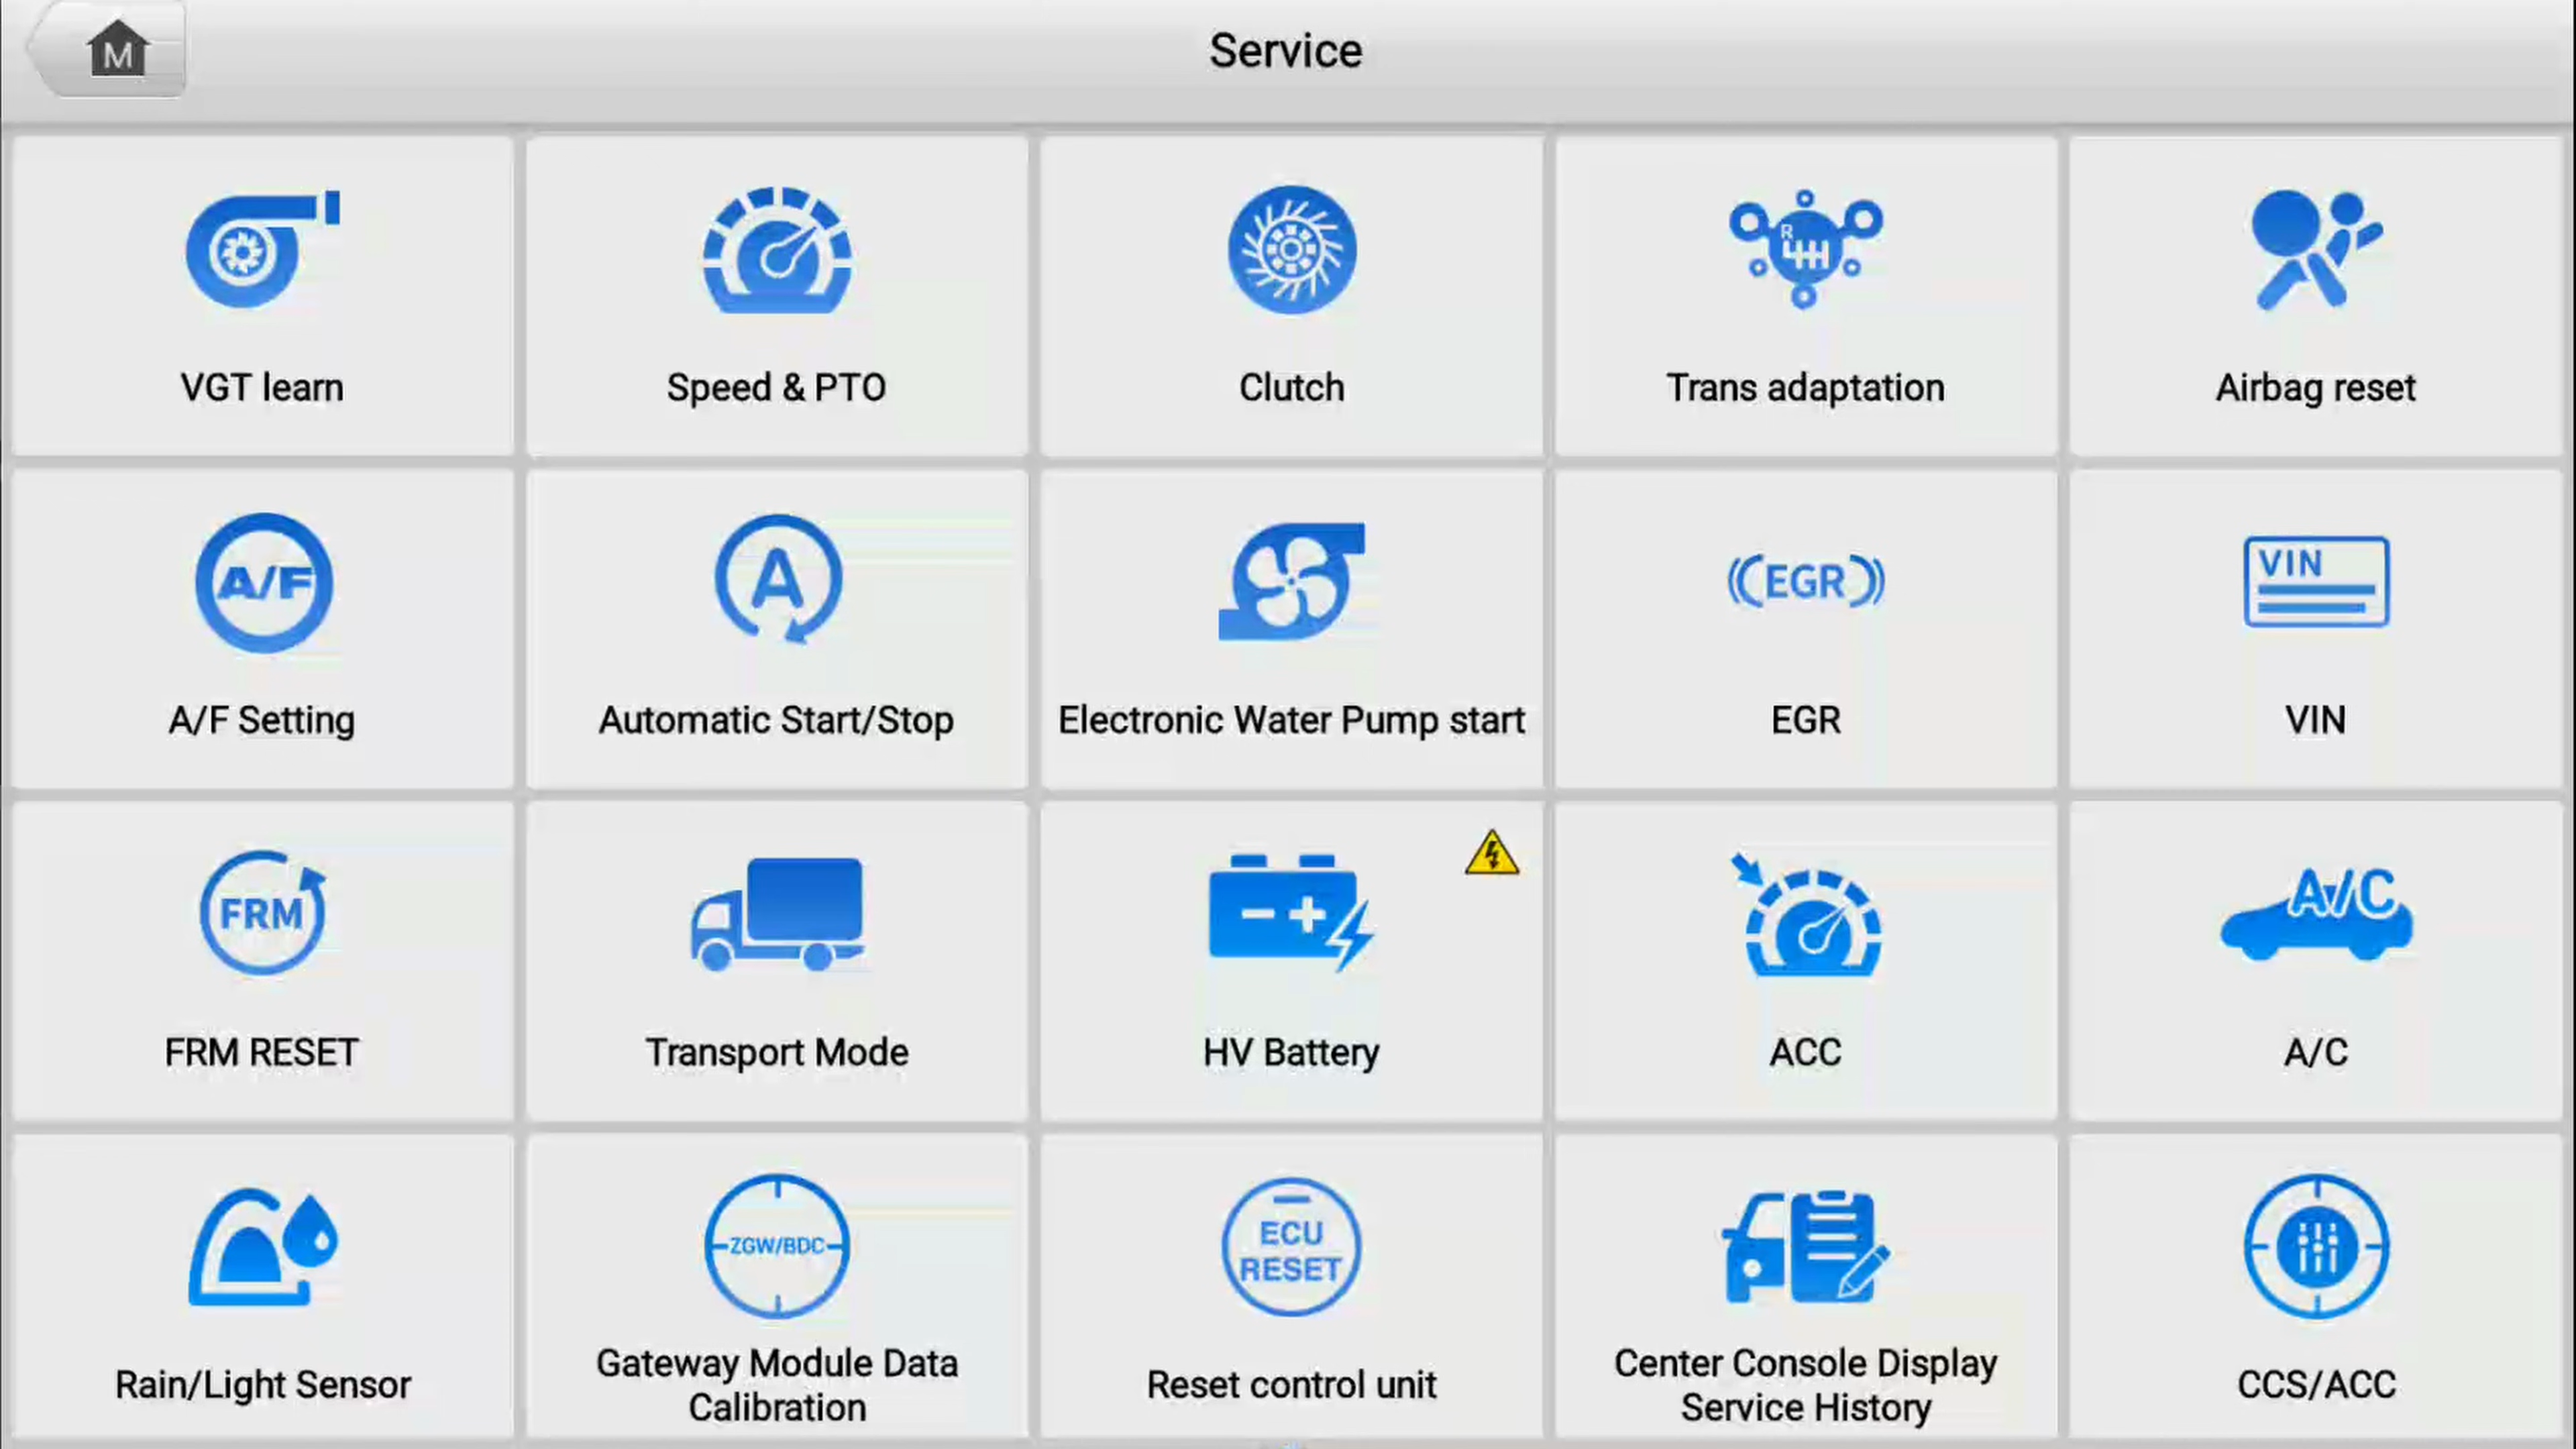 M
Service
VGT learn
Speed & PTO
Clutch
R
Trans adaptation
Airbag reset
A/F
A
EGR
VIN
A/F Setting
Automatic Start/Stop
Electronic Water Pump start
EGR
VIN
FRM
A/C
FRM RESET
Transport Mode
HV Battery
ACC
A/C
ZGW/BDC
ECU
RESET
Rain/Light Sensor
Gateway Module Data
Calibration
Reset control unit
Center Console Display
Service History
CCS/ACC